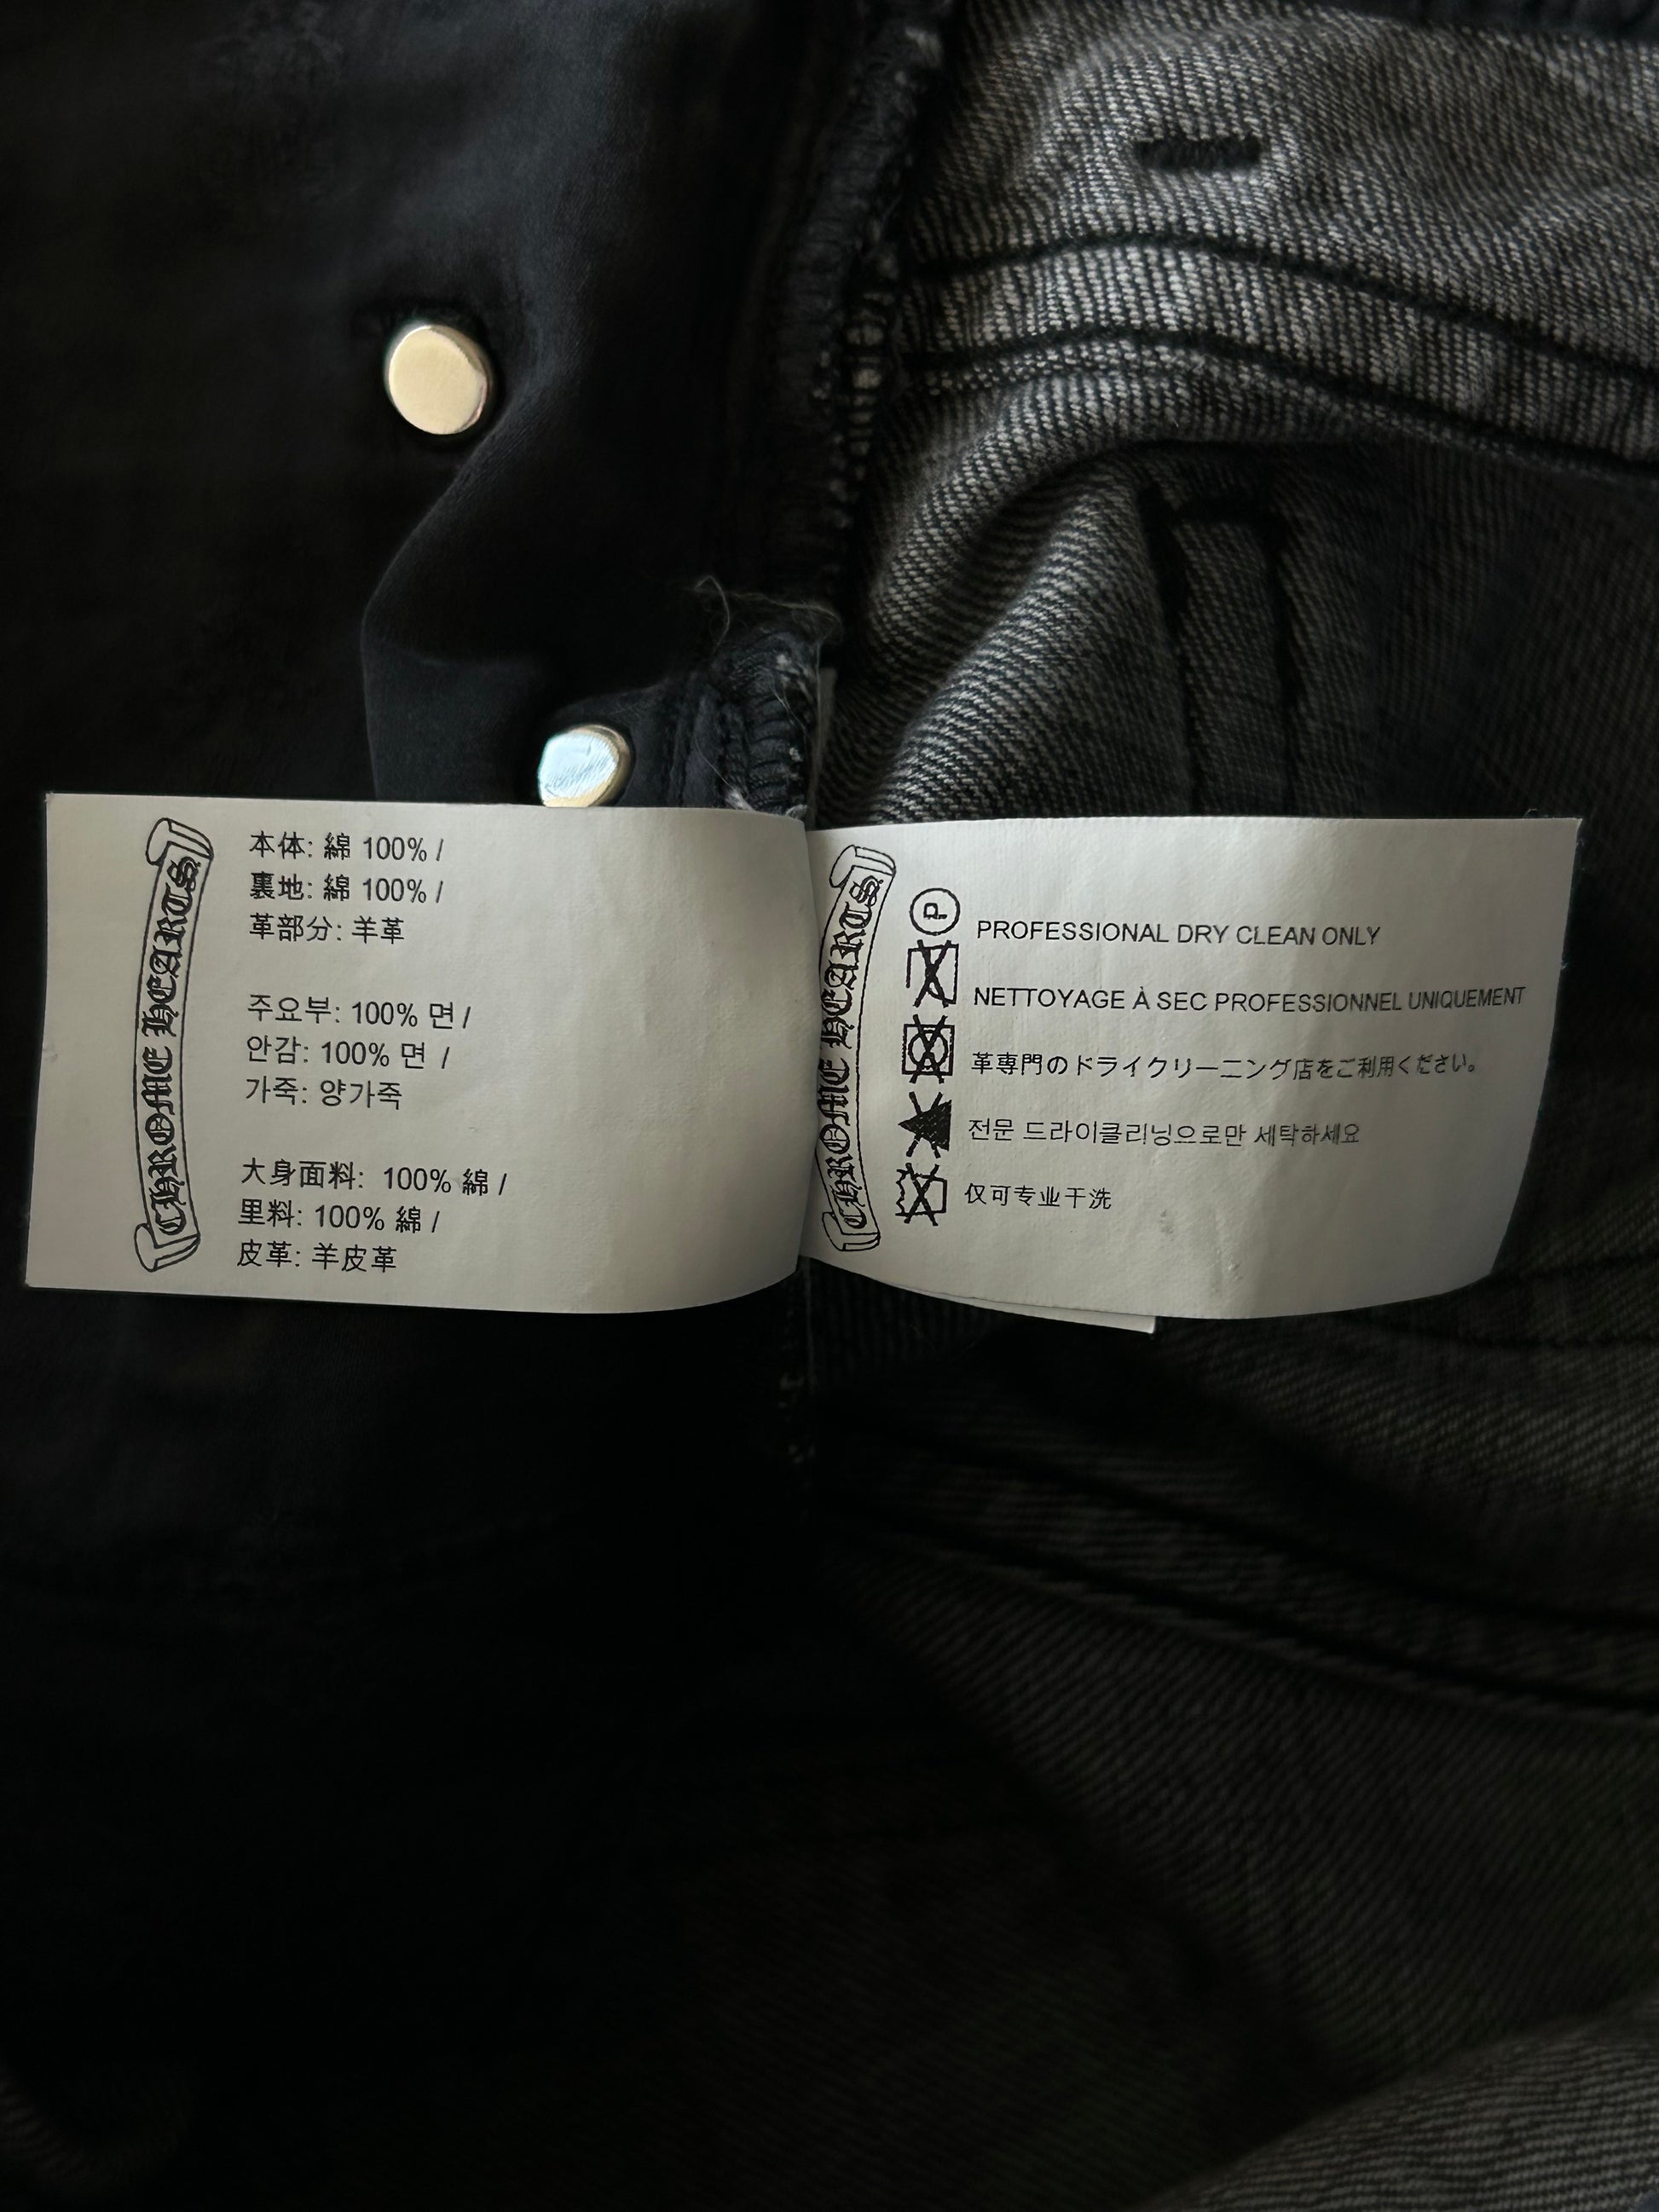 CHROME HEARTS
本体: 綿 100% /
裏地: 綿 100% /
革部分: 羊革
주요부: 100% 면 /
안감: 100% 면 /
가죽: 양가죽
大身面料: 100% 綿 /
里料: 100% 綿 /
皮革: 羊皮革
CHROME HEARTS
P
PROFESSIONAL DRY CLEAN ONLY
NETTOYAGE À SEC PROFESSIONNEL UNIQUEMENT
革専門のドライクリーニング店をご利用ください。
전문 드라이클리닝으로만 세탁하세요
仅可专业干洗